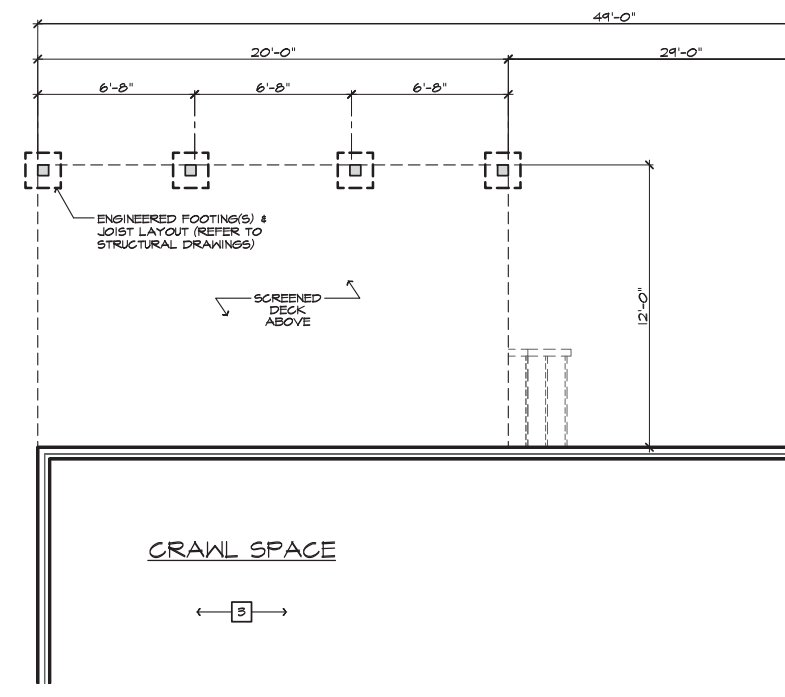 49'-0"
20'-0"
29'-0"
6'-8"
6'-8"
6'-8"
ENGINEERED FOOTING(S) &
JOIST LAYOUT (REFER TO
STRUCTURAL DRAWINGS)
SCREENED
DECK
ABOVE
12'-0"
CRAWL SPACE
3